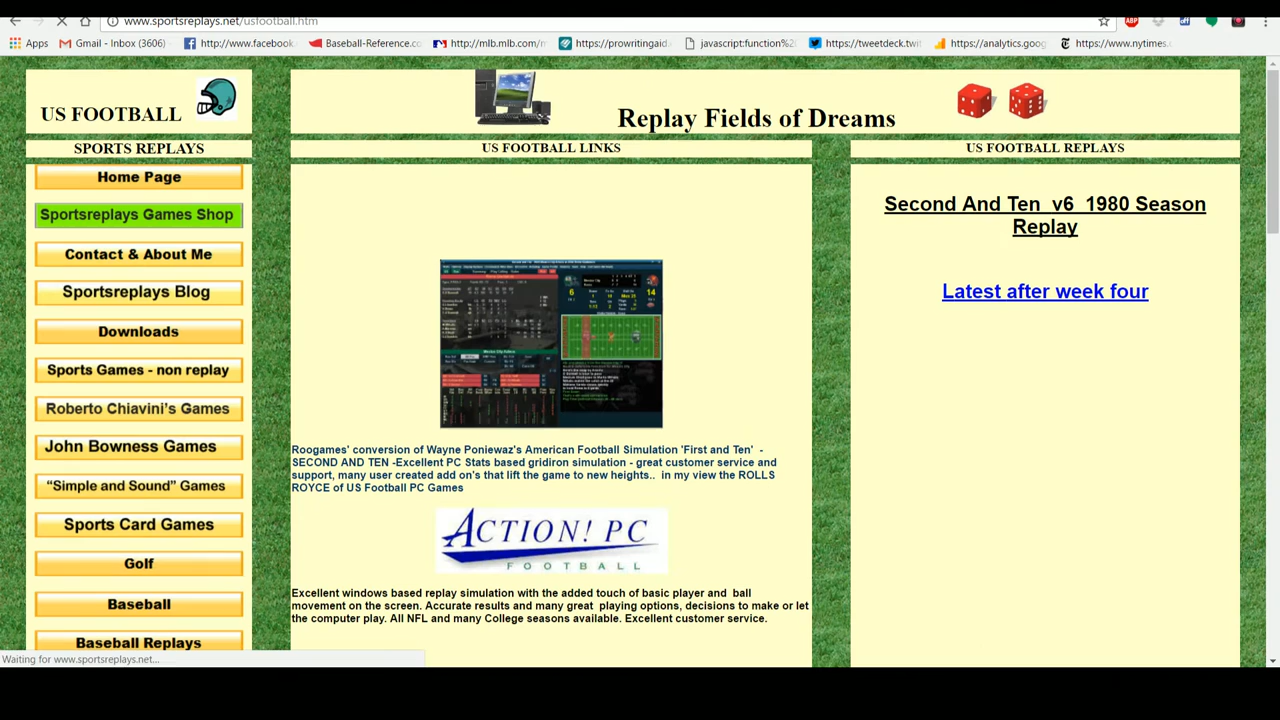 www.sportsreplays.net/usfootball.htm
Apps
Gmail - Inbox (3606)
http://www.facebook.
Baseball-Reference.co
http://mlb.mlb.com/n
https://prowritingaid.
javascript:function%2
https://tweetdeck.twi
https://analytics.goog
https://www.nytimes.
ABP
US FOOTBALL
Replay Fields of Dreams
SPORTS REPLAYS
US FOOTBALL LINKS
US FOOTBALL REPLAYS
Home Page
Sportsreplays Games Shop
Contact & About Me
Sportsreplays Blog
Downloads
Sports Games - non replay
Roberto Chiavini's Games
John Bowness Games
“Simple and Sound” Games
Sports Card Games
Golf
Baseball
Baseball Replays
6
14
Roogames' conversion of Wayne Poniewaz's American Football Simulation 'First and Ten' -
SECOND AND TEN -Excellent PC Stats based gridiron simulation - great customer service and
support, many user created add on's that lift the game to new heights.. in my view the ROLLS
ROYCE of US Football PC Games
ACTION! PC
FOOTBALL
Excellent windows based replay simulation with the added touch of basic player and ball
movement on the screen. Accurate results and many great playing options, decisions to make or let
the computer play. All NFL and many College seasons available. Excellent customer service.
Second And Ten v6 1980 Season
Replay
Latest after week four
Waiting for www.sportsreplays.net...